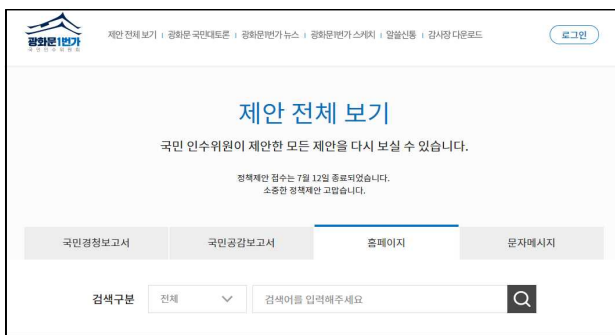 광화문1번가
국민인수위원회
제안 전체 보기 | 광화문 국민대토론 | 광화문1번가 뉴스 | 광화문1번가 스케치 | 알쓸신통 | 감사장 다운로드
로그인
제안 전체 보기
국민 인수위원이 제안한 모든 제안을 다시 보실 수 있습니다.
정책제안 접수는 7월 12일 종료되었습니다.
소중한 정책제안 고맙습니다.
국민경청보고서 국민공감보고서 홈페이지 문자메시지
검색구분 전체 검색어를 입력해주세요